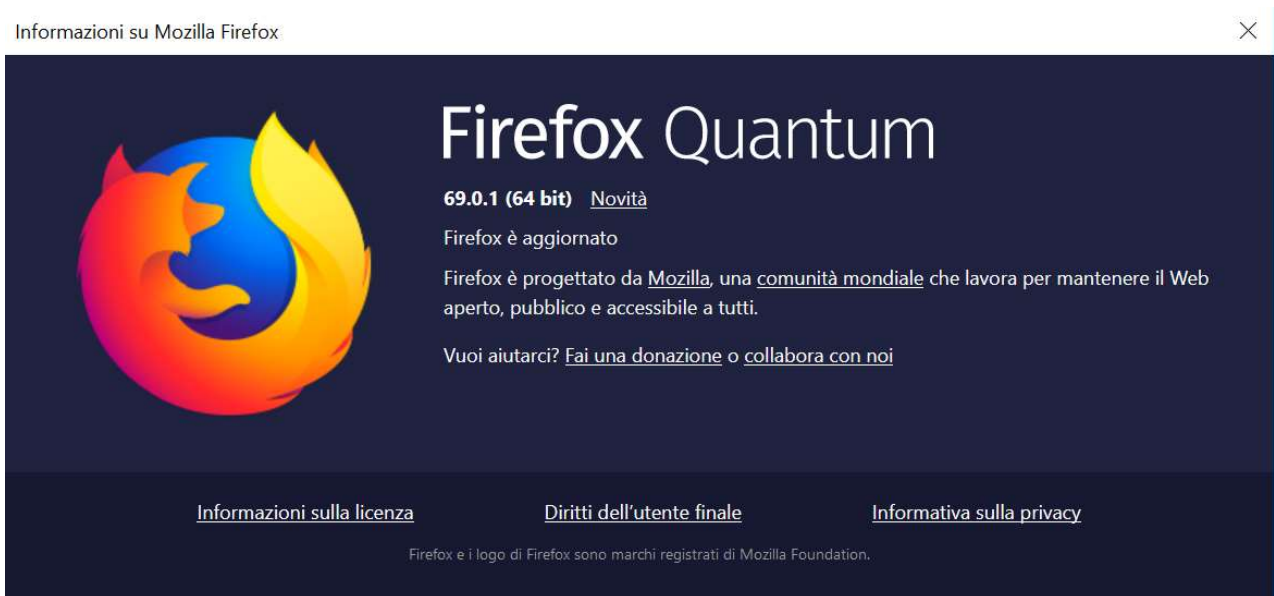 Informazioni su Mozilla Firefox
Firefox Quantum
69.0.1 (64 bit) Novità
Firefox è aggiornato
Firefox è progettato da Mozilla, una comunità mondiale che lavora per mantenere il Web
aperto, pubblico e accessibile a tutti.
Vuoi aiutarci? Fai una donazione o collabora con noi
Informazioni sulla licenza Diritti dell’utente finale Informativa sulla privacy
Firefox e i logo di Firefox sono marchi registrati di Mozilla Foundation.